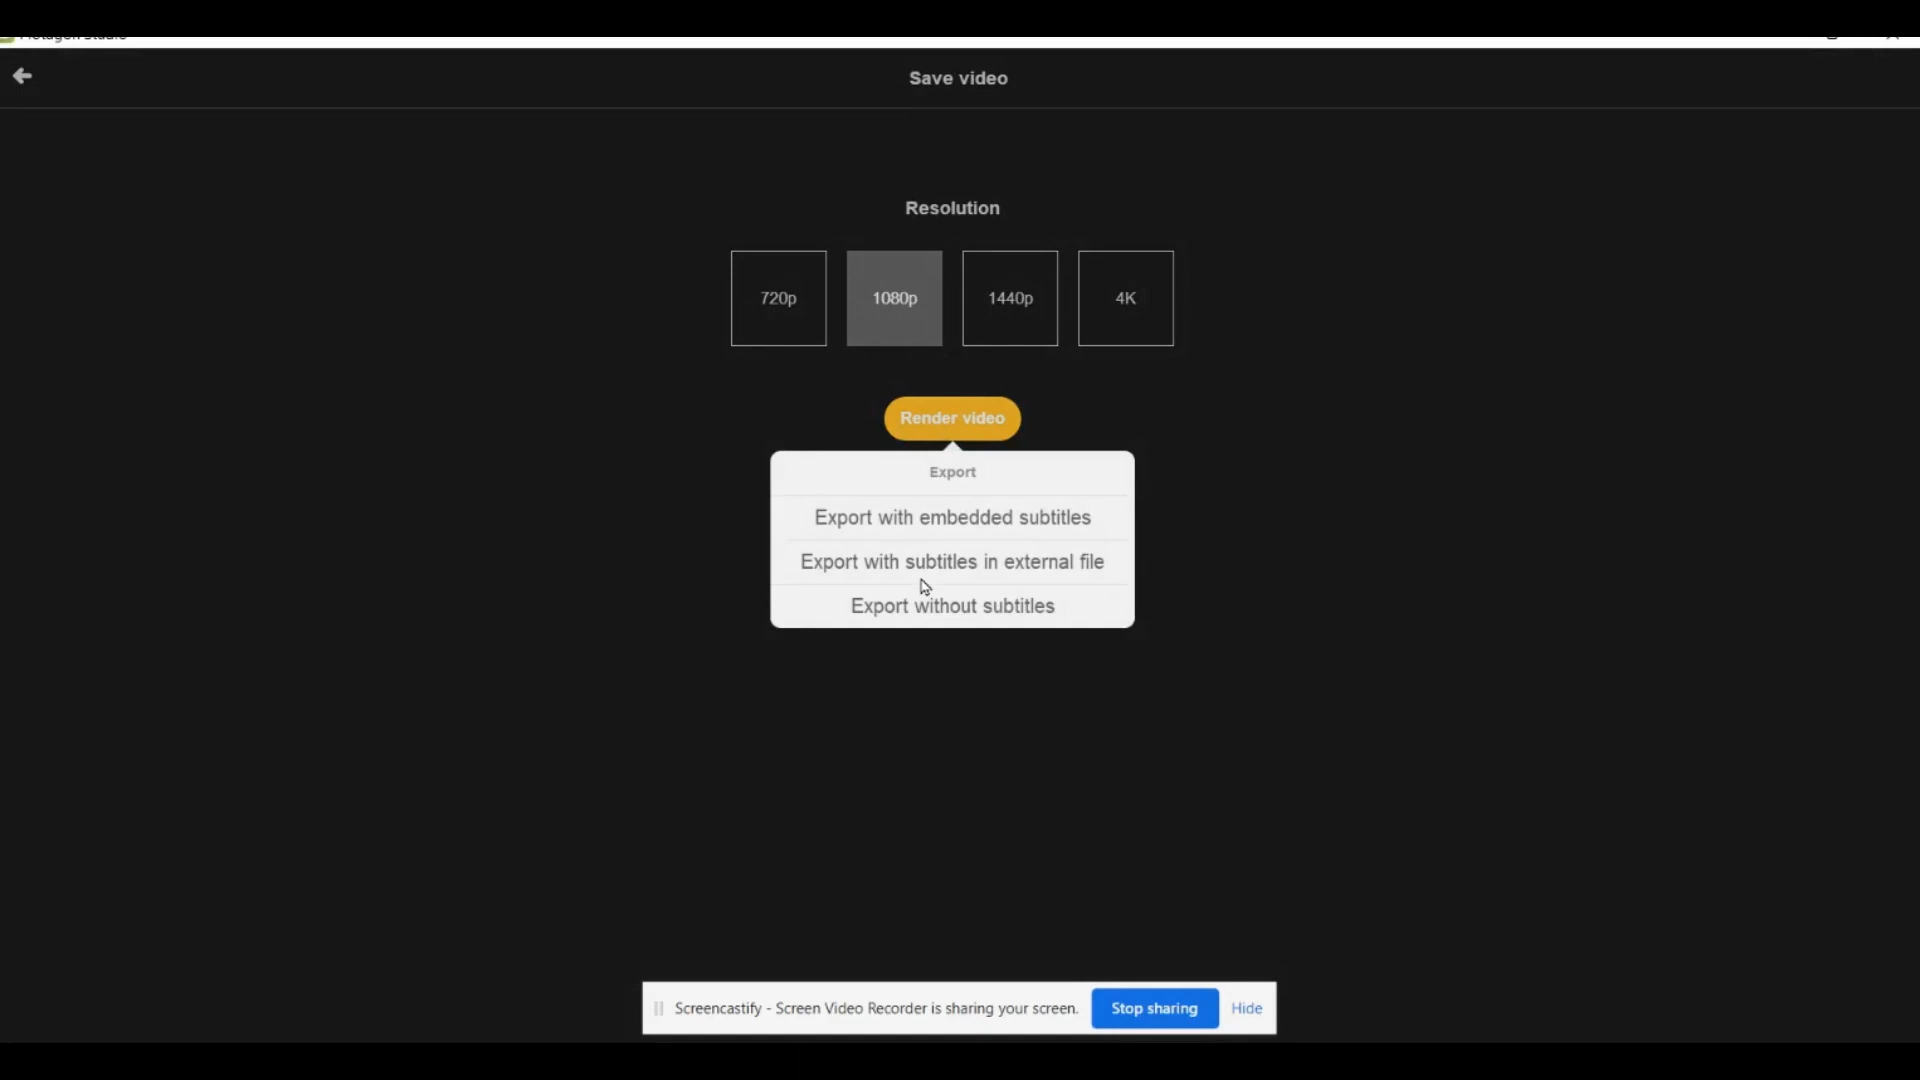 Save video
Resolution
720p 1080p 1440p 4K
Render video
Export
Export with embedded subtitles
Export with subtitles in external file
Export without subtitles
Screencastify - Screen Video Recorder is sharing your screen. Stop sharing Hide